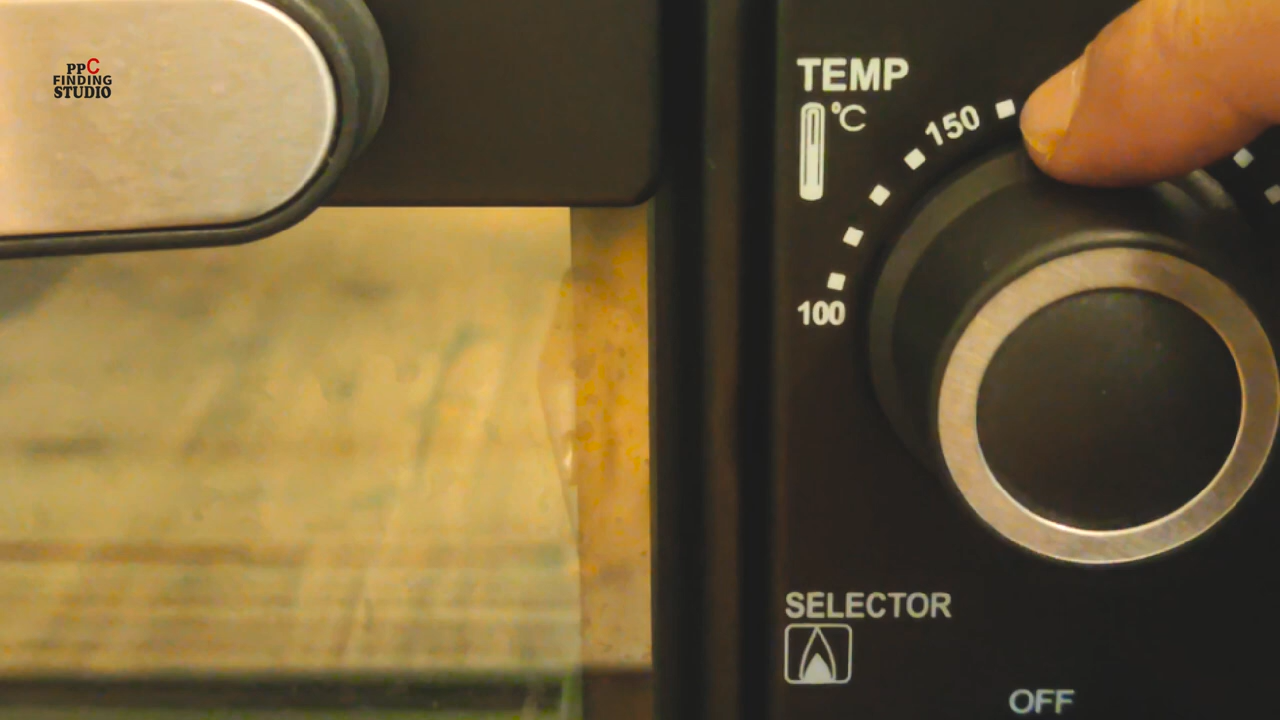 PPC
FINDING
STUDIO
TEMP
°C
150
100
SELECTOR
OFF